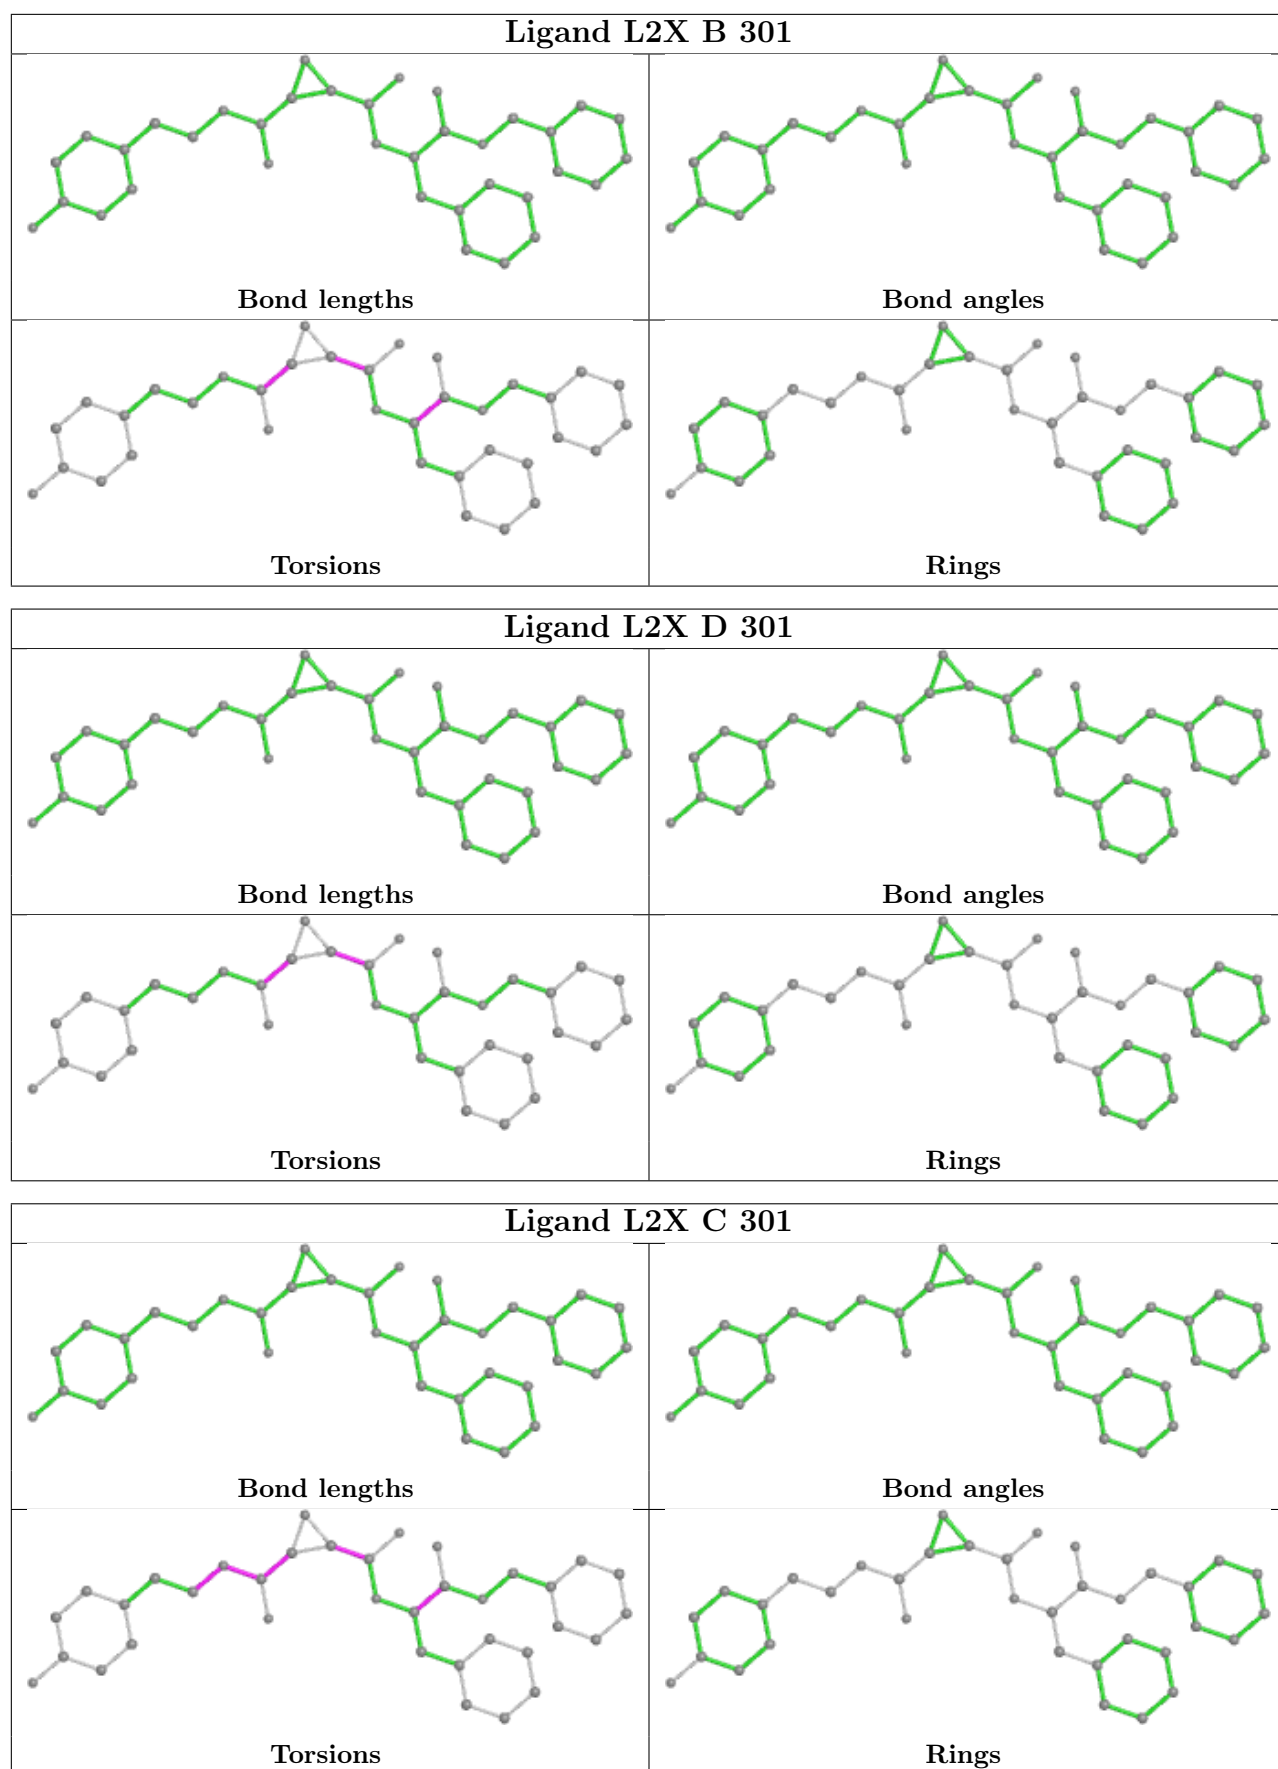 Ligand L2X B 301
Bond lengths
Bond angles
Torsions
Rings
Ligand L2X D 301
Bond lengths
Bond angles
Torsions
Rings
Ligand L2X C 301
Bond lengths
Bond angles
Torsions
Rings